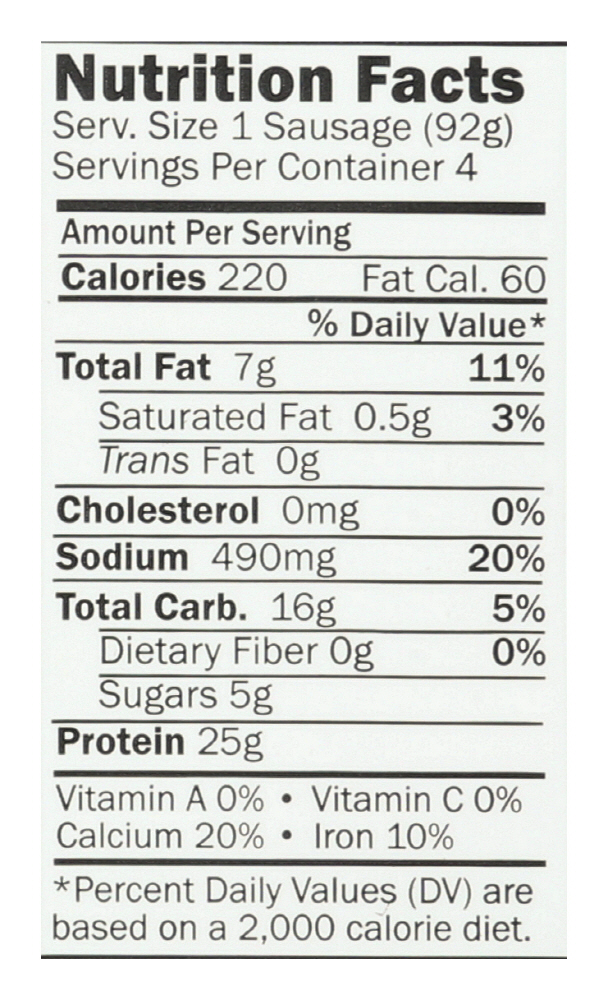 Nutrition Facts
Serv. Size 1 Sausage (92g)
Servings Per Container 4
Amount Per Serving
Calories 220 Fat Cal. 60
% Daily Value*
Total Fat 7g 11%
Saturated Fat 0.5g 3%
Trans Fat 0g
Cholesterol 0mg 0%
Sodium 490mg 20%
Total Carb. 16g 5%
Dietary Fiber 0g 0%
Sugars 5g
Protein 25g
Vitamin A 0% • Vitamin C 0%
Calcium 20% • Iron 10%
*Percent Daily Values (DV) are
based on a 2,000 calorie diet.